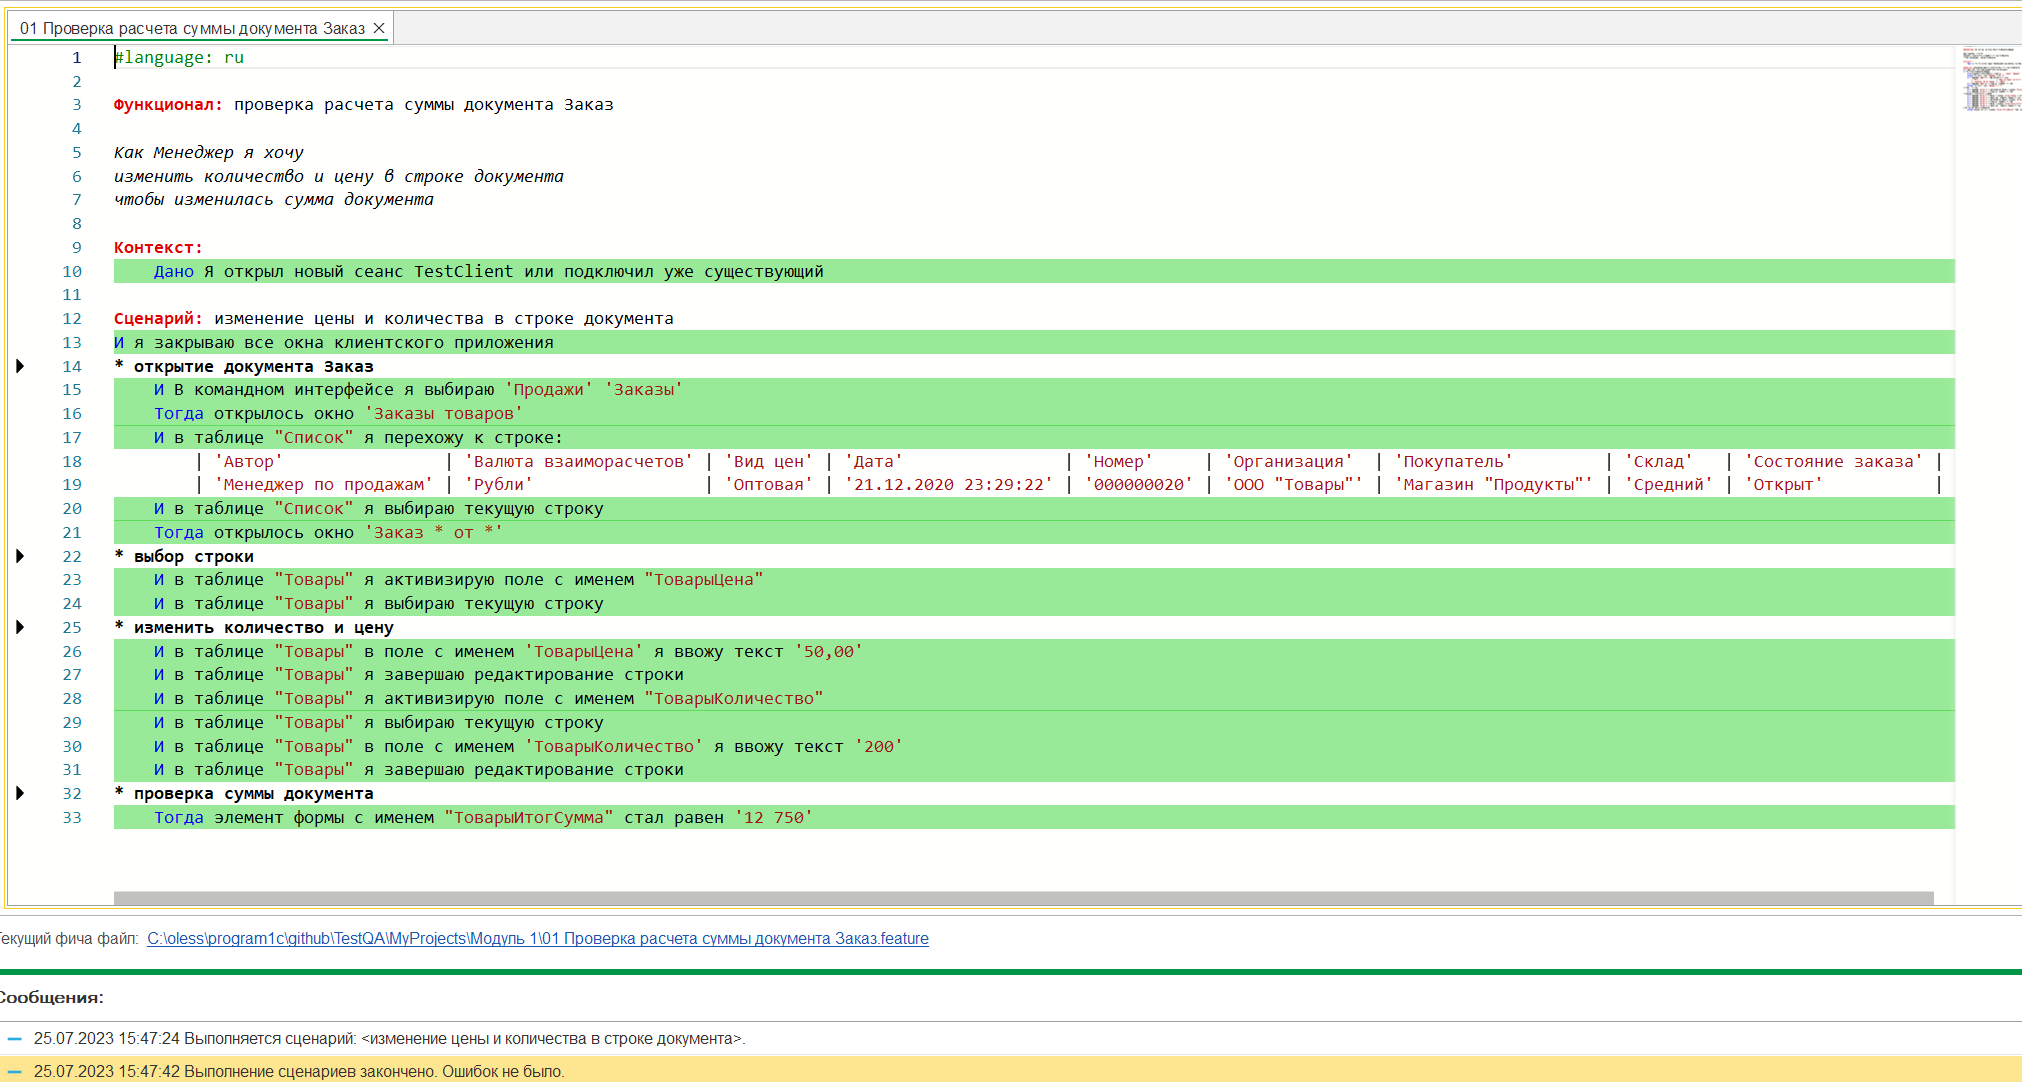 01 Проверка расчета суммы документа Заказ
1 #language: ru
2
3 Функционал: проверка расчета суммы документа Заказ
4
5 Как Менеджер я хочу
6 изменить количество и цену в строке документа
7 чтобы изменилась сумма документа
8
9 Контекст:
10 Дано Я открыл новый сеанс TestClient или подключил уже существующий
11
12 Сценарий: изменение цены и количества в строке документа
13 И я закрываю все окна клиентского приложения
14 * открытие документа Заказ
15 И В командном интерфейсе я выбираю 'Продажи' 'Заказы'
16 Тогда открылось окно 'Заказы товаров'
17 И в таблице "Список" я перехожу к строке:
18 | 'Автор' | 'Валюта взаиморасчетов' | 'Вид цен' | 'Дата' | 'Номер' | 'Организация' | 'Покупатель' | 'Склад' | 'Состояние заказа' |
19 | 'Менеджер по продажам' | 'Рубли' | 'Оптовая' | '21.12.2020 23:29:22' | '000000020' | 'ООО "Товары"' | 'Магазин "Продукты"' | 'Средний' | 'Открыт' |
20 И в таблице "Список" я выбираю текущую строку
21 Тогда открылось окно 'Заказ * от *'
22 * выбор строки
23 И в таблице "Товары" я активизирую поле с именем "ТоварыЦена"
24 И в таблице "Товары" я выбираю текущую строку
25 * изменить количество и цену
26 И в таблице "Товары" в поле с именем 'ТоварыЦена' я ввожу текст '50,00'
27 И в таблице "Товары" я завершаю редактирование строки
28 И в таблице "Товары" я активизирую поле с именем "ТоварыКоличество"
29 И в таблице "Товары" я выбираю текущую строку
30 И в таблице "Товары" в поле с именем 'ТоварыКоличество' я ввожу текст '200'
31 И в таблице "Товары" я завершаю редактирование строки
32 * проверка суммы документа
33 Тогда элемент формы с именем "ТоварыИтогСумма" стал равен '12 750'
Текущий фича файл: C:\oless\program1c\github\TestQA\MyProjects\Модуль 1\01 Проверка расчета суммы документа Заказ.feature
Сообщения:
25.07.2023 15:47:24 Выполняется сценарий: <изменение цены и количества в строке документа>.
25.07.2023 15:47:42 Выполнение сценариев закончено. Ошибок не было.